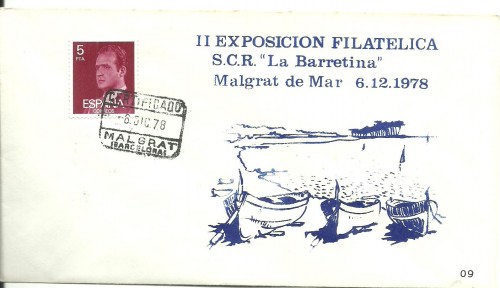 5
PTA
ESPAÑA
CORREOS
CERTIFICADO
6.DIC.78
MALGRAT
(BARCELONA)
II EXPOSICION FILATELICA
S.C.R. "La Barretina"
Malgrat de Mar 6.12.1978
09